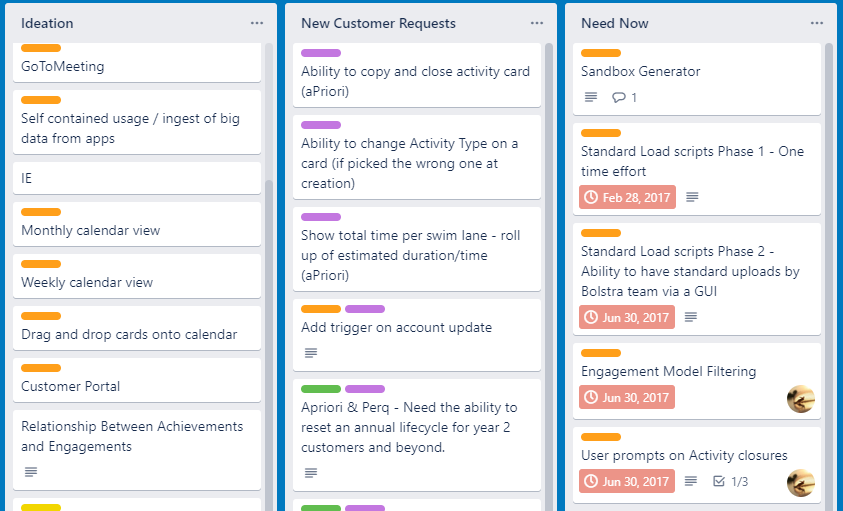 Ideation
GoToMeeting
Self contained usage / ingest of big
data from apps
IE
Monthly calendar view
Weekly calendar view
Drag and drop cards onto calendar
Customer Portal
Relationship Between Achievements
and Engagements
New Customer Requests
Ability to copy and close activity card
(aPriori)
Ability to change Activity Type on a
card (if picked the wrong one at
creation)
Show total time per swim lane - roll
up of estimated duration/time
(aPriori)
Add trigger on account update
Apriori & Perq - Need the ability to
reset an annual lifecycle for year 2
customers and beyond.
Need Now
Sandbox Generator
1
Standard Load scripts Phase 1 - One
time effort
Feb 28, 2017
Standard Load scripts Phase 2 -
Ability to have standard uploads by
Bolstra team via a GUI
Jun 30, 2017
Engagement Model Filtering
Jun 30, 2017
User prompts on Activity closures
Jun 30, 2017 1/3